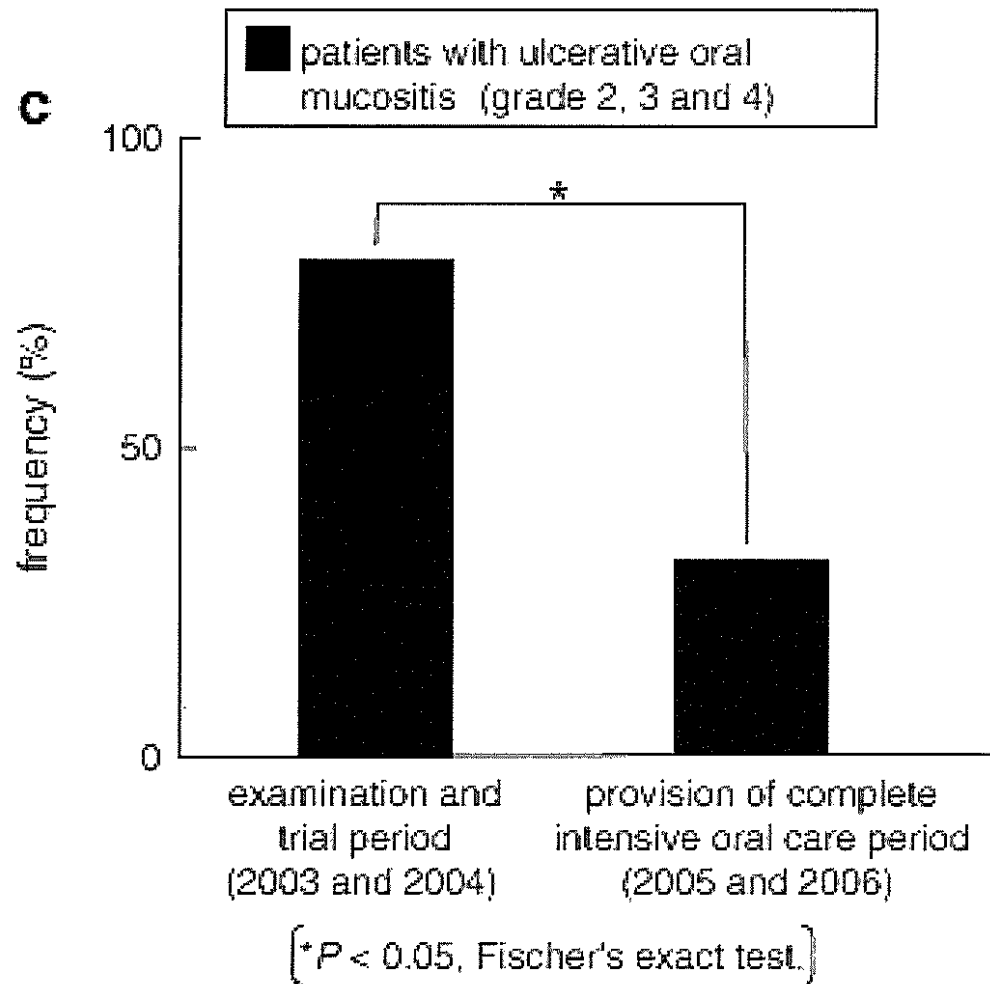 patients with ulcerative oral
mucositis (grade 2, 3 and 4)
c
100
*
frequency (%)
50
0
examination and
trial period
(2003 and 2004)
provision of complete
intensive oral care period
(2005 and 2006)
[*P < 0.05, Fischer's exact test.]